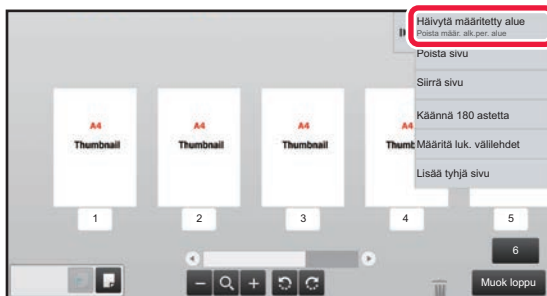 Häivytä määritetty alue
Poista määr. alk.per. alue
Poista sivu
Siirrä sivu
Käännä 180 astetta
Määritä luk. välilehdet
Lisää tyhjä sivu
A4
Thumbnail
A4
Thumbnail
A4
Thumbnail
A4
Thumb
1
2
3
4
5
6
Muok loppu